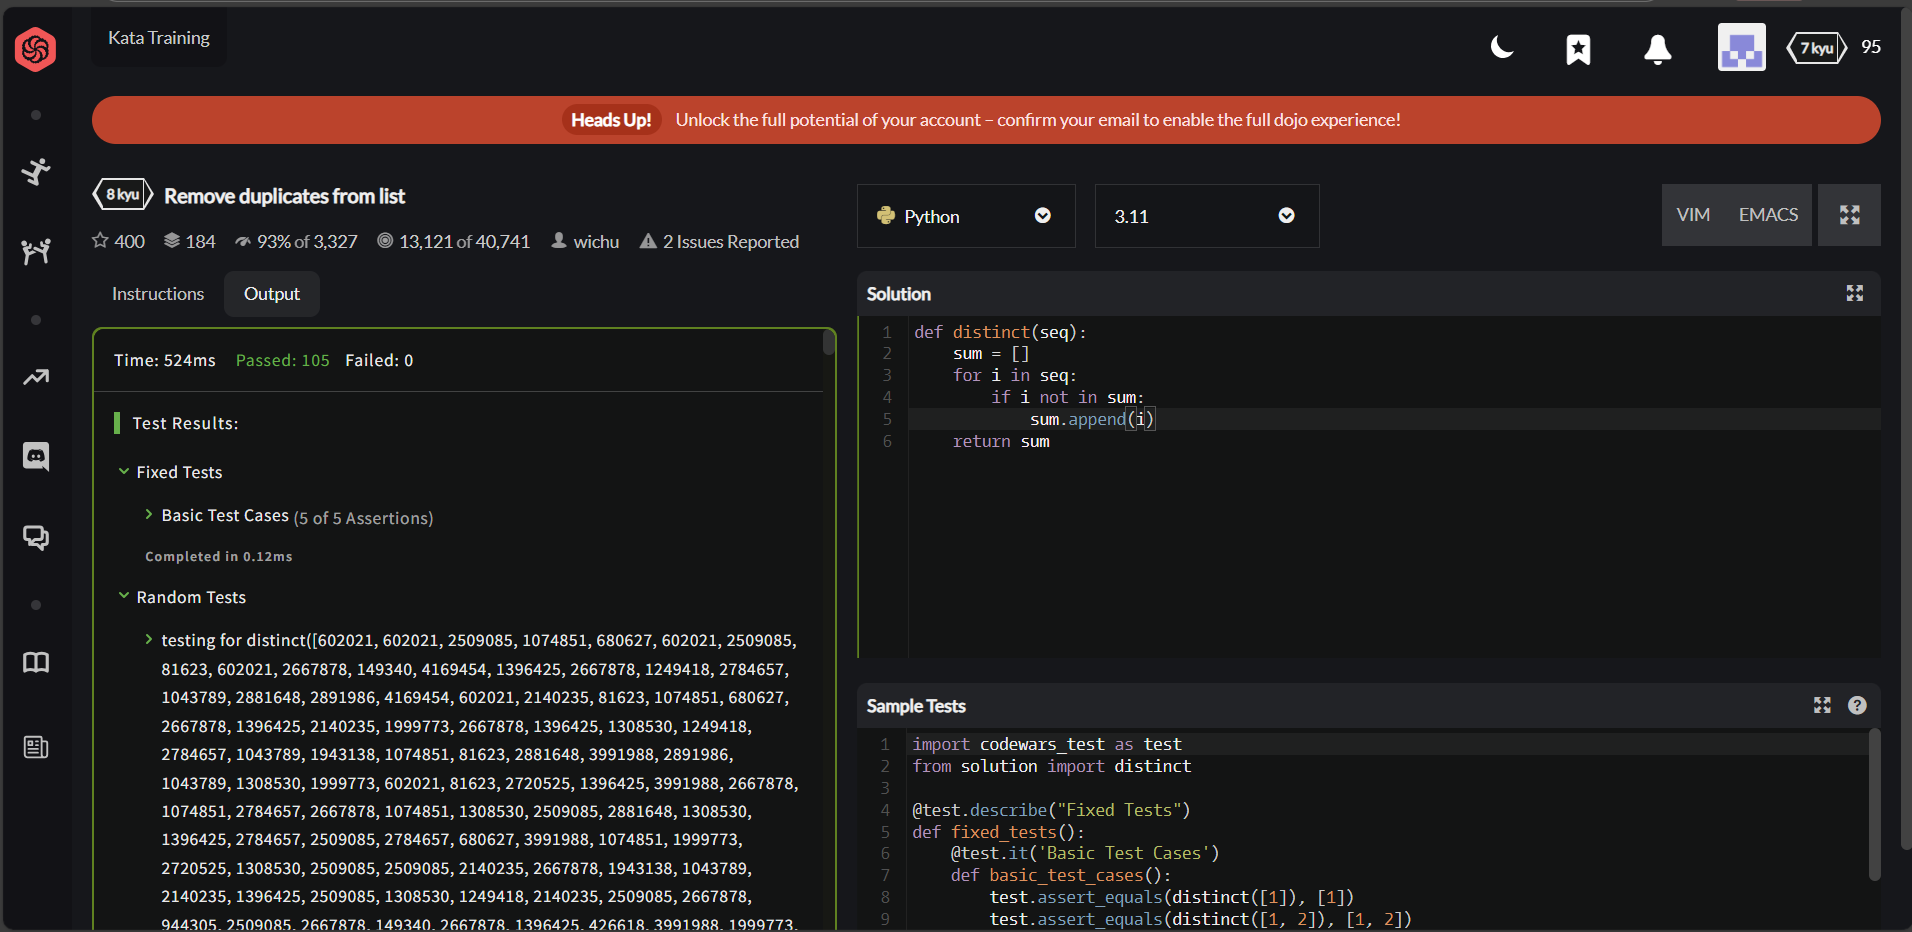 Kata Training
7 kyu 95
Heads Up! Unlock the full potential of your account – confirm your email to enable the full dojo experience!
8 kyu Remove duplicates from list
400 184 93% of 3,327 13,121 of 40,741 wichu 2 Issues Reported
Instructions Output
Time: 524ms Passed: 105 Failed: 0
Test Results:
Fixed Tests
Basic Test Cases (5 of 5 Assertions)
Completed in 0.12ms
Random Tests
testing for distinct([602021, 602021, 2509085, 1074851, 680627, 602021, 2509085,
81623, 602021, 2667878, 149340, 4169454, 1396425, 2667878, 1249418, 2784657,
1043789, 2881648, 2891986, 4169454, 602021, 2140235, 81623, 1074851, 680627,
2667878, 1396425, 2140235, 1999773, 2667878, 1396425, 1308530, 1249418,
2784657, 1043789, 1943138, 1074851, 81623, 2881648, 3991988, 2891986,
1043789, 1308530, 1999773, 602021, 81623, 2720525, 1396425, 3991988, 2667878,
1074851, 2784657, 2667878, 1074851, 1308530, 2509085, 2881648, 1308530,
1396425, 2784657, 2509085, 2784657, 680627, 3991988, 1074851, 1999773,
2720525, 1308530, 2509085, 2509085, 2140235, 2667878, 1943138, 1043789,
2140235, 1396425, 2509085, 1308530, 1249418, 2140235, 2509085, 2667878,
944305, 2509085, 2667878, 149340, 2667878, 1396425, 426618, 3991988, 1999773,
Python 3.11 VIM EMACS
Solution
1 def distinct(seq):
2     sum = []
3     for i in seq:
4         if i not in sum:
5             sum.append(i)
6     return sum
Sample Tests
1 import codewars_test as test
2 from solution import distinct
3
4 @test.describe("Fixed Tests")
5 def fixed_tests():
6     @test.it('Basic Test Cases')
7     def basic_test_cases():
8         test.assert_equals(distinct([1]), [1])
9         test.assert_equals(distinct([1, 2]), [1, 2])